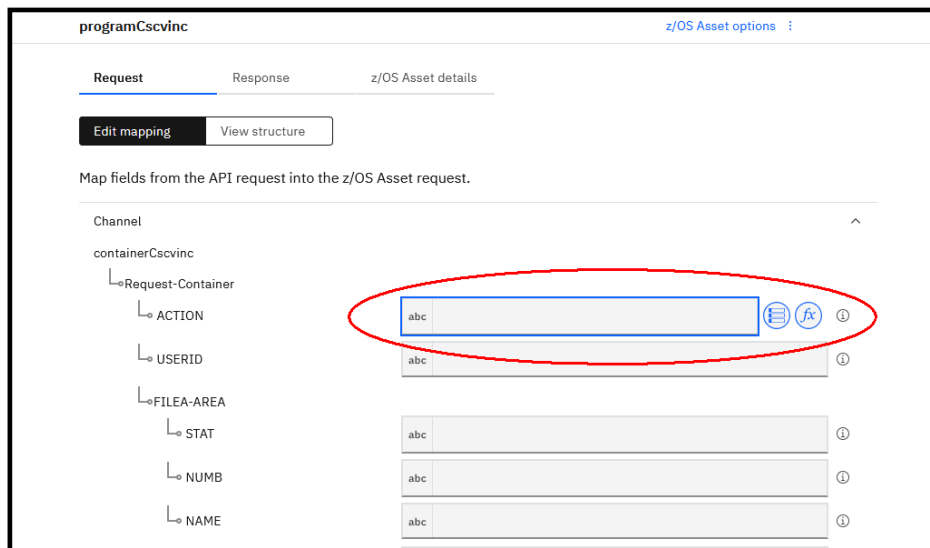 programCscvinc
z/OS Asset options
Request Response z/OS Asset details
Edit mapping View structure
Map fields from the API request into the z/OS Asset request.
Channel
containerCscvinc
Request-Container
ACTION abc fx
USERID abc
FILEA-AREA
STAT abc
NUMB abc
NAME abc